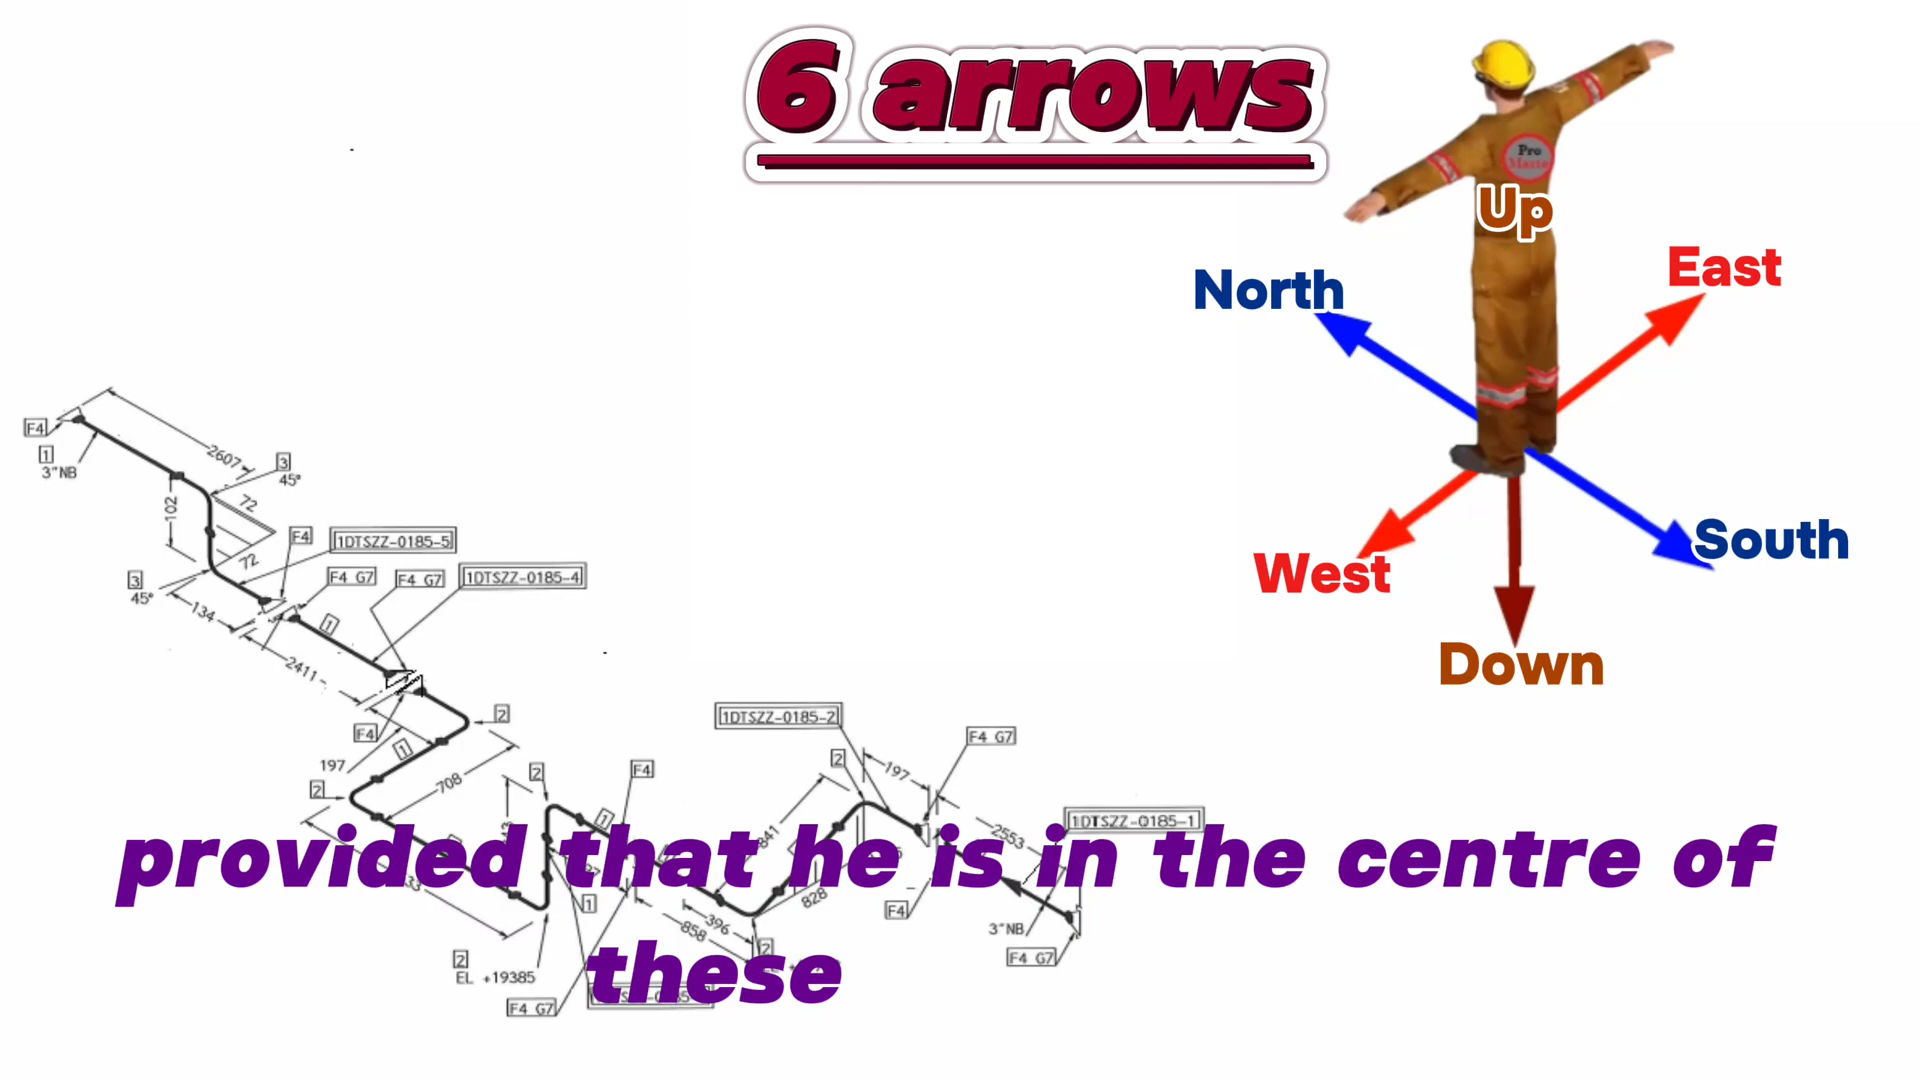 6 arrows
Pro
Up
North
East
West
South
Down
F4
1
3"NB
2607
3
45°
102
72
72
F4
1DTSZZ-0185-5
3
45°
134
F4 G7
F4 G7
1DTSZZ-0185-4
1
2411
F4
2
197
1
708
2
2
F4
1
1DTSZZ-0185-2
2
197
F4 G7
2553
1DTSZZ-0185-1
841
828
F4
3"NB
F4 G7
396
858
2
1
2
EL +19385
F4 G7
provided that he is in the centre of
these